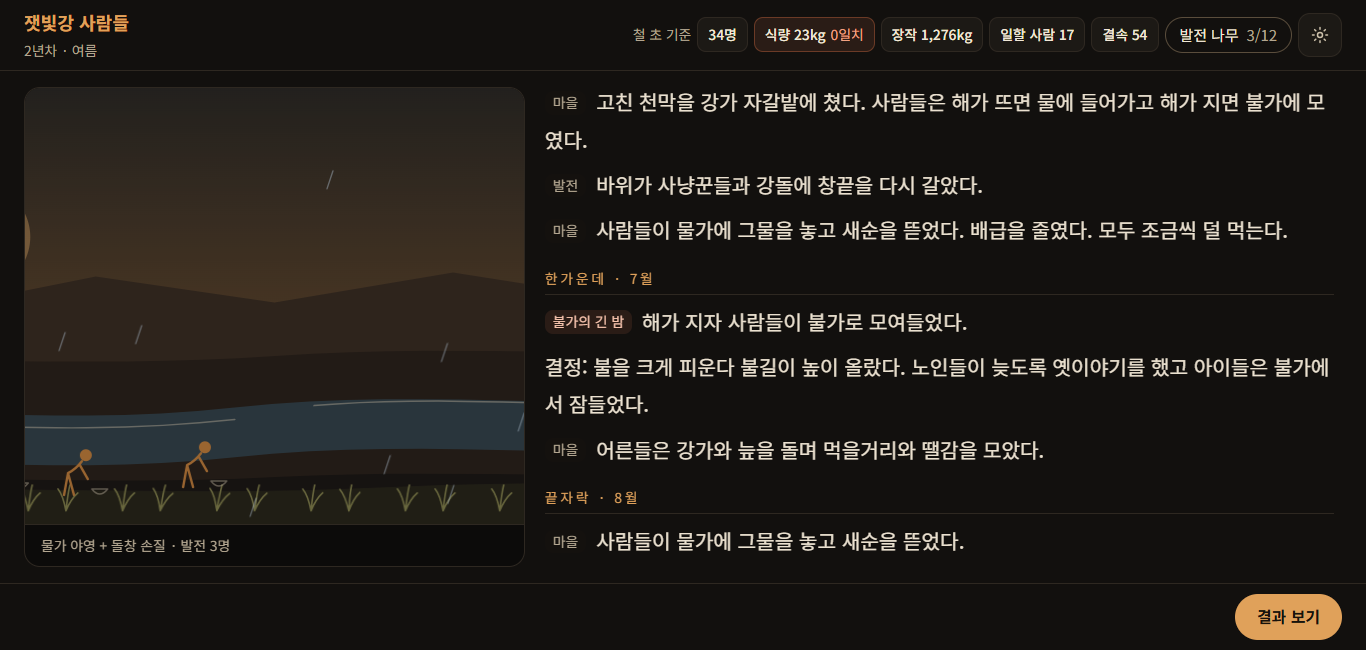 잿빛강 사람들
2년차 · 여름
철 초 기준 34명 식량 23kg 0일치 장작 1,276kg 일할 사람 17 결속 54 발전 나무 3/12
마을 고친 천막을 강가 자갈밭에 쳤다. 사람들은 해가 뜨면 물에 들어가고 해가 지면 불가에 모
였다.
발전 바위가 사냥꾼들과 강돌에 창끝을 다시 갈았다.
마을 사람들이 물가에 그물을 놓고 새순을 뜯었다. 배급을 줄였다. 모두 조금씩 덜 먹는다.
한가운데 · 7월
불가의 긴 밤 해가 지자 사람들이 불가로 모여들었다.
결정: 불을 크게 피운다 불길이 높이 올랐다. 노인들이 늦도록 옛이야기를 했고 아이들은 불가에
서 잠들었다.
마을 어른들은 강가와 늪을 돌며 먹을거리와 땔감을 모았다.
끝자락 · 8월
마을 사람들이 물가에 그물을 놓고 새순을 뜯었다.
물가 야영 + 돌창 손질 · 발전 3명
결과 보기